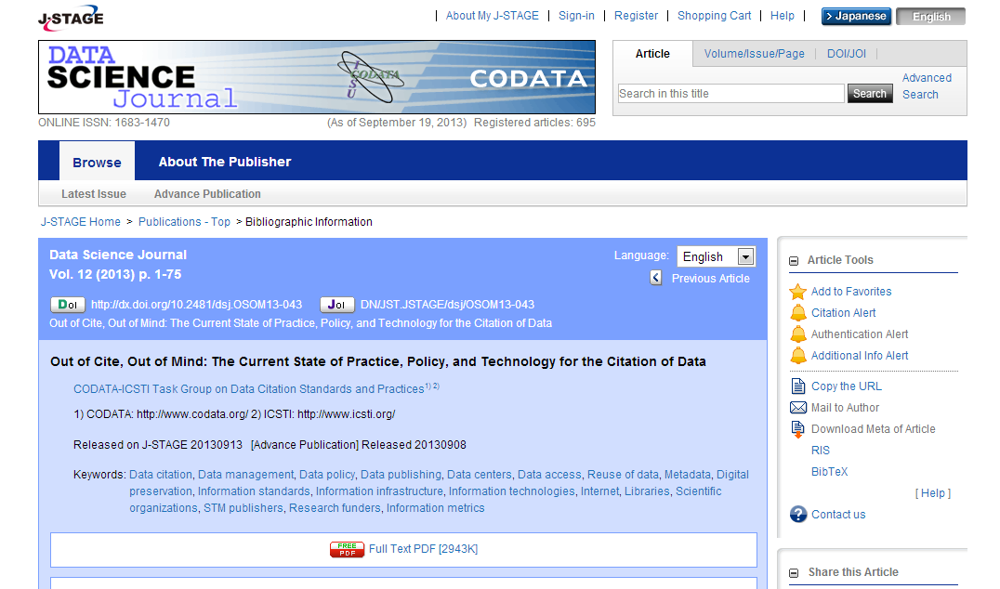 J-STAGE
| About My J-STAGE | Sign-in | Register | Shopping Cart | Help |
> Japanese
English
DATA
SCIENCE
Journal
ICSU
CODATA
CODATA
Article
Volume/Issue/Page | DOI/JOI |
Search in this title
Search
Advanced
Search
ONLINE ISSN: 1683-1470
(As of September 19, 2013) Registered articles: 695
Browse
About The Publisher
Latest Issue
Advance Publication
J-STAGE Home > Publications - Top > Bibliographic Information
Data Science Journal
Vol. 12 (2013) p. 1-75
Language: English
Previous Article
DOI http://dx.doi.org/10.2481/dsj.OSOM13-043 JOI DN/JST.JSTAGE/dsj/OSOM13-043
Out of Cite, Out of Mind: The Current State of Practice, Policy, and Technology for the Citation of Data
Out of Cite, Out of Mind: The Current State of Practice, Policy, and Technology for the Citation of Data
CODATA-ICSTI Task Group on Data Citation Standards and Practices1) 2)
1) CODATA: http://www.codata.org/ 2) ICSTI: http://www.icsti.org/
Released on J-STAGE 20130913 [Advance Publication] Released 20130908
Keywords: Data citation, Data management, Data policy, Data publishing, Data centers, Data access, Reuse of data, Metadata, Digital
preservation, Information standards, Information infrastructure, Information technologies, Internet, Libraries, Scientific
organizations, STM publishers, Research funders, Information metrics
FREE
PDF
Full Text PDF [2943K]
Article Tools
Add to Favorites
Citation Alert
Authentication Alert
Additional Info Alert
Copy the URL
Mail to Author
Download Meta of Article
RIS
BibTeX
[ Help ]
Contact us
Share this Article